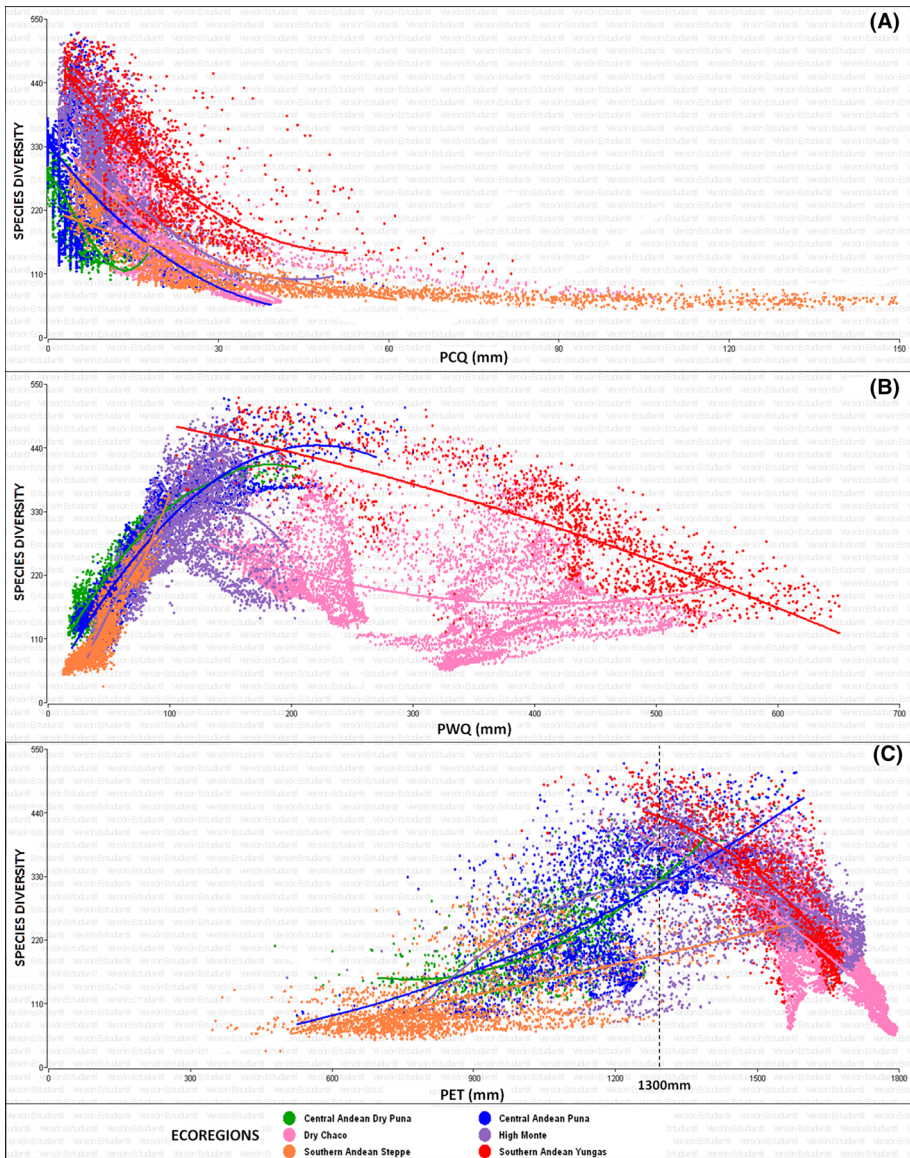 (A)
SPECIES DIVERSITY
550
440
330
220
110
0
0 30 60 90 120 150
PCQ (mm)
(B)
SPECIES DIVERSITY
550
440
330
220
110
0
0 100 200 300 400 500 600 700
PWQ (mm)
(C)
SPECIES DIVERSITY
550
440
330
220
110
0
0 300 600 900 1200 1500 1800
1300mm
PET (mm)
ECOREGIONS
Central Andean Dry Puna Central Andean Puna
Dry Chaco High Monte
Southern Andean Steppe Southern Andean Yungas
Versión Estudiantil